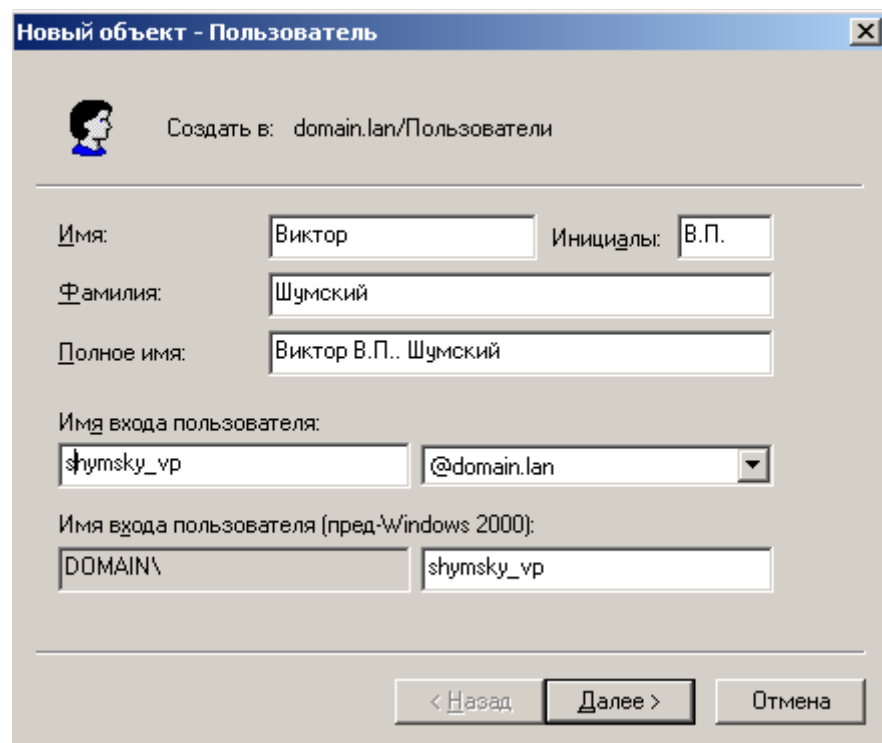 Новый объект - Пользователь
Создать в: domain.lan/Пользователи
Имя: Виктор Инициалы: В.П.
Фамилия: Шумский
Полное имя: Виктор В.П.. Шумский
Имя входа пользователя:
shymsky_vp @domain.lan
Имя входа пользователя (пред-Windows 2000):
DOMAIN\ shymsky_vp
< Назад Далее > Отмена